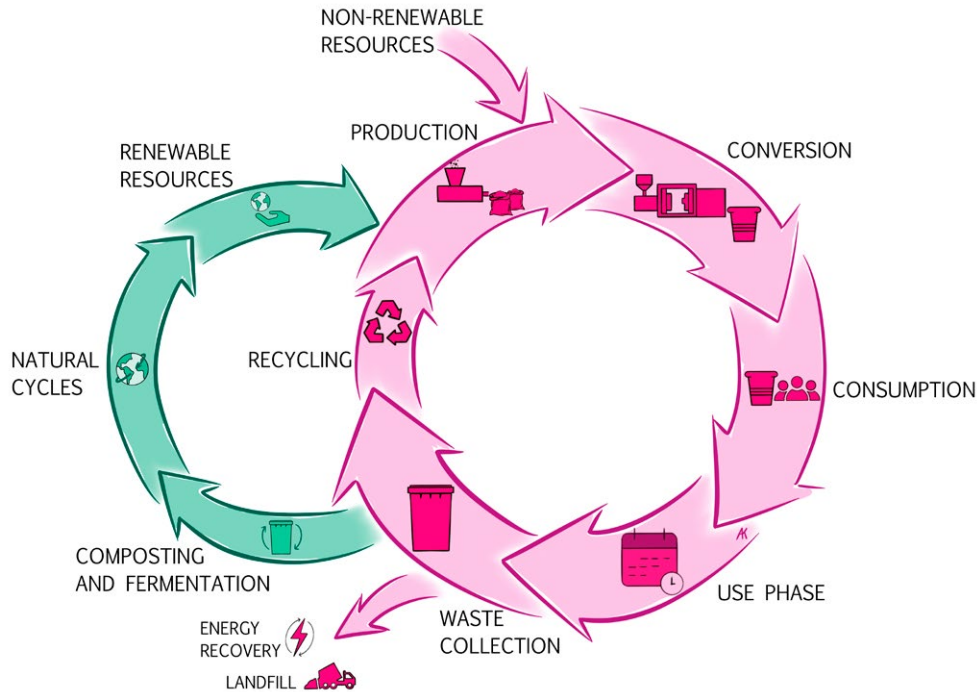 NON-RENEWABLE
RESOURCES
PRODUCTION
CONVERSION
RENEWABLE
RESOURCES
NATURAL
CYCLES
RECYCLING
CONSUMPTION
COMPOSTING
AND FERMENTATION
USE PHASE
WASTE
COLLECTION
ENERGY
RECOVERY
LANDFILL